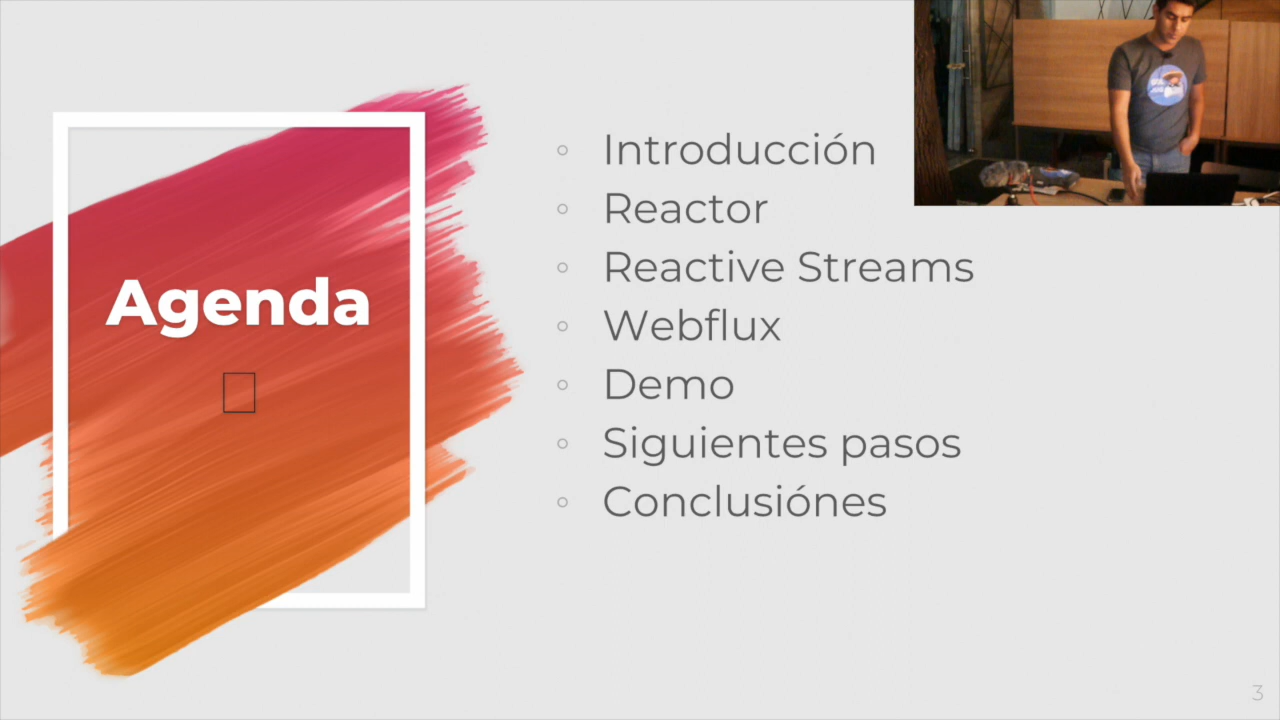 Agenda
Introducción
Reactor
Reactive Streams
Webflux
Demo
Siguientes pasos
Conclusiónes
3